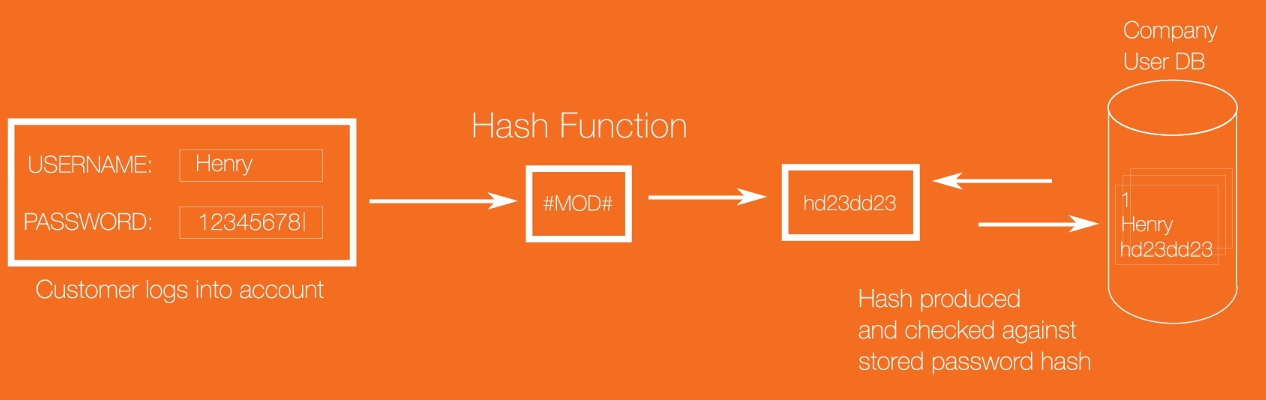 Company
User DB
Hash Function
USERNAME: Henry
PASSWORD: 12345678
#MOD#
hd23dd23
1
Henry
hd23dd23
Customer logs into account
Hash produced
and checked against
stored password hash